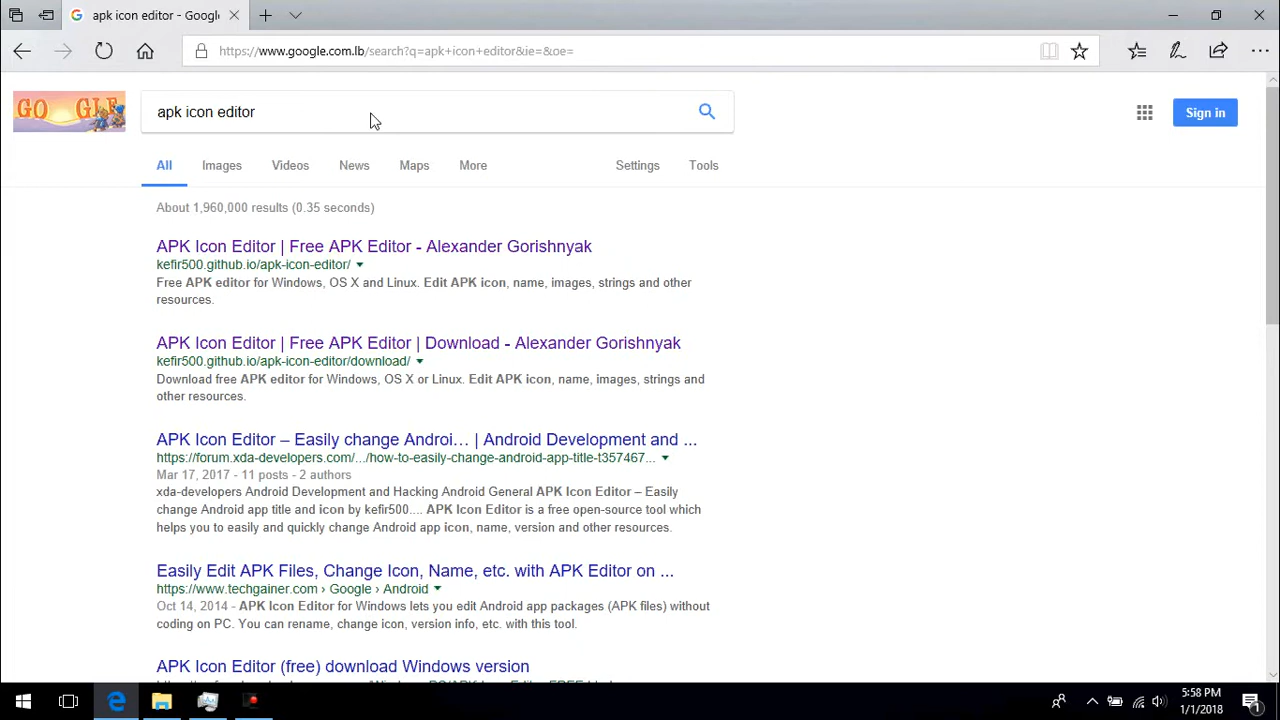 apk icon editor - Googl
https://www.google.com.lb/search?q=apk+icon+editor&ie=&oe=
GO GLE
apk icon editor
Sign in
All Images Videos News Maps More Settings Tools
About 1,960,000 results (0.35 seconds)
APK Icon Editor | Free APK Editor - Alexander Gorishnyak
kefir500.github.io/apk-icon-editor/
Free APK editor for Windows, OS X and Linux. Edit APK icon, name, images, strings and other
resources.
APK Icon Editor | Free APK Editor | Download - Alexander Gorishnyak
kefir500.github.io/apk-icon-editor/download/
Download free APK editor for Windows, OS X or Linux. Edit APK icon, name, images, strings and
other resources.
APK Icon Editor – Easily change Androi… | Android Development and ...
https://forum.xda-developers.com/.../how-to-easily-change-android-app-title-t357467...
Mar 17, 2017 - 11 posts - 2 authors
xda-developers Android Development and Hacking Android General APK Icon Editor – Easily
change Android app title and icon by kefir500.... APK Icon Editor is a free open-source tool which
helps you to easily and quickly change Android app icon, name, version and other resources.
Easily Edit APK Files, Change Icon, Name, etc. with APK Editor on ...
https://www.techgainer.com › Google › Android
Oct 14, 2014 - APK Icon Editor for Windows lets you edit Android app packages (APK files) without
coding on PC. You can rename, change icon, version info, etc. with this tool.
APK Icon Editor (free) download Windows version
5:58 PM
1/1/2018